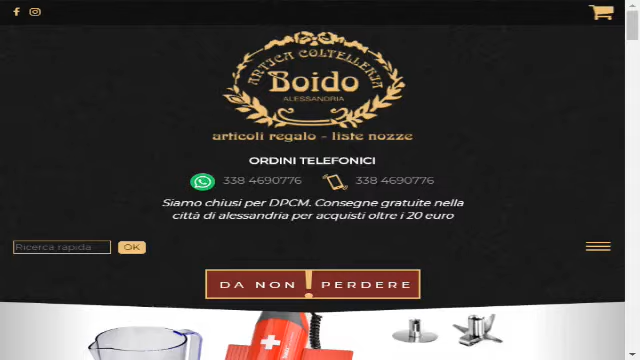 ANTICA COLTELLERIA
Boido
ALESSANDRIA
articoli regalo - liste nozze
ORDINI TELEFONICI
338 4690776 338 4690776
Siamo chiusi per DPCM. Consegne gratuite nella
città di alessandria per acquisti oltre i 20 euro
Ricerca rapida OK
DA NON ! PERDERE